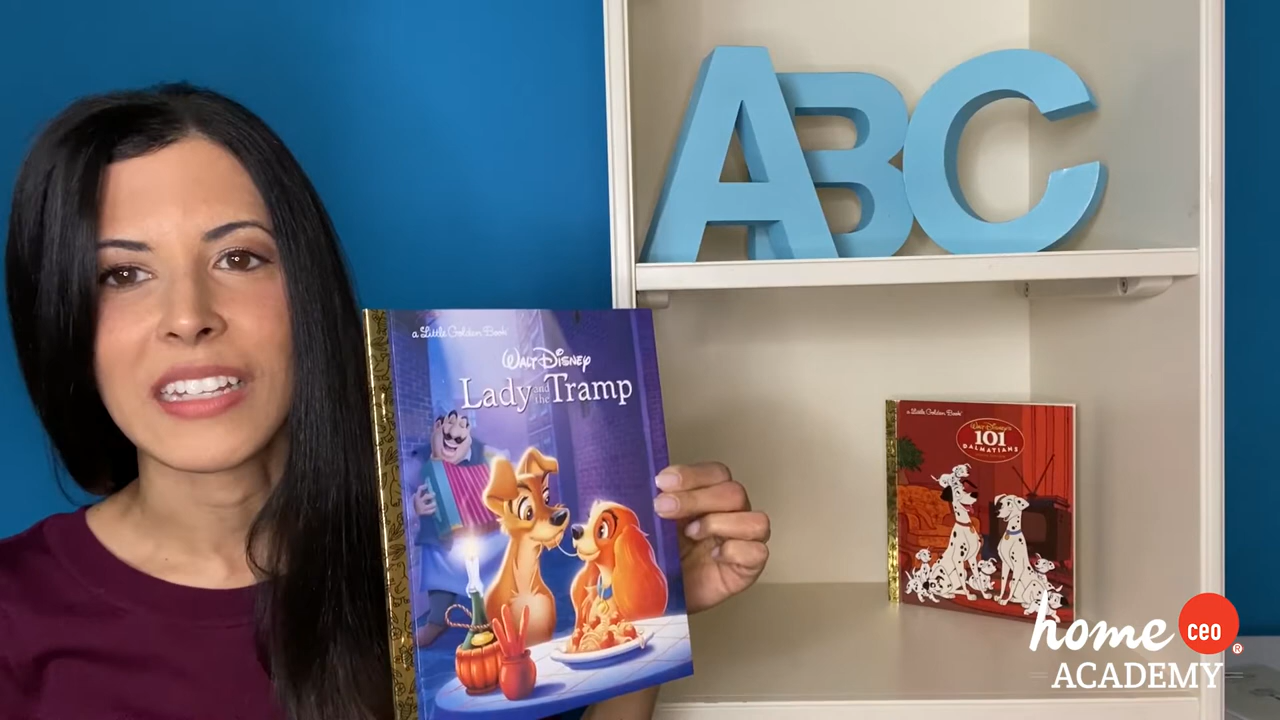 ABC
a Little Golden Book
WALT DISNEY
Lady and the Tramp
a Little Golden Book
WALT DISNEY'S
101
DALMATIANS
home ceo ®
ACADEMY